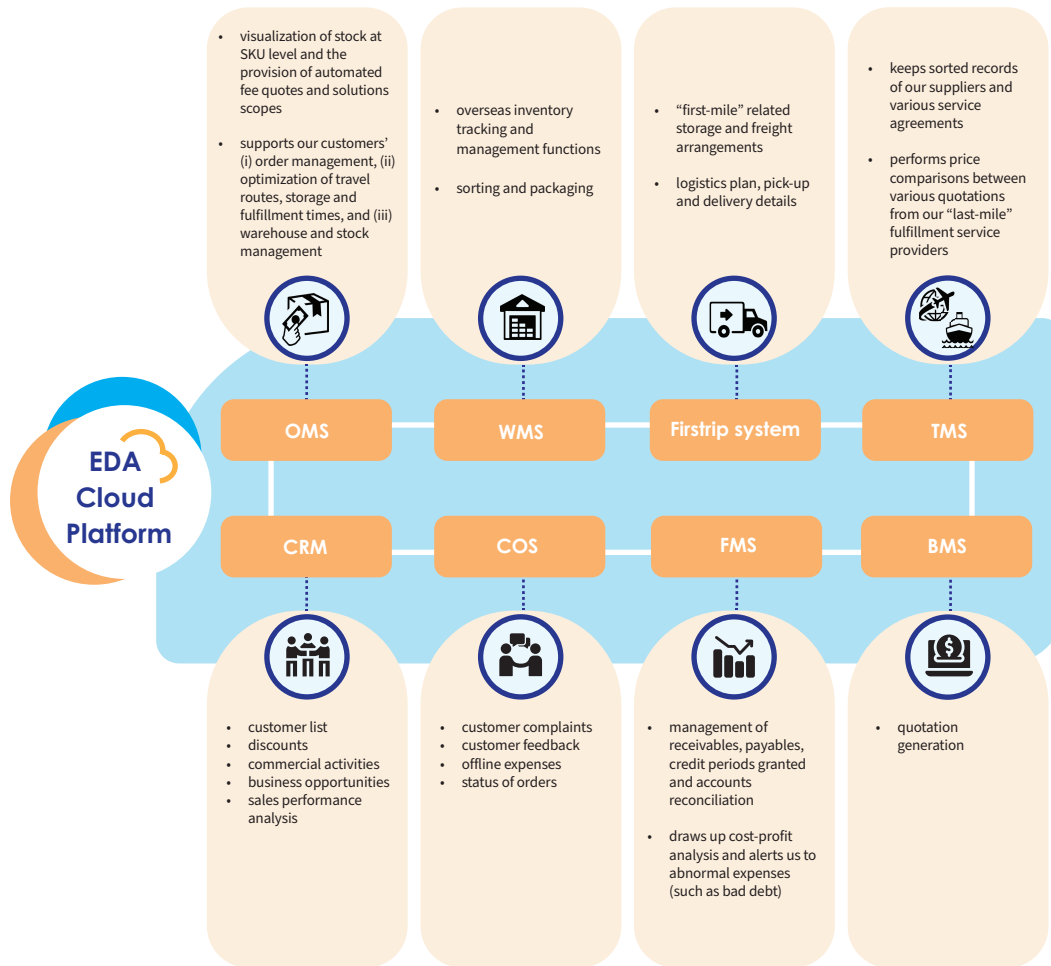 • visualization of stock at
SKU level and the
provision of automated
fee quotes and solutions
scopes
• supports our customers’
(i) order management, (ii)
optimization of travel
routes, storage and
fulfillment times, and (iii)
warehouse and stock
management
• overseas inventory
tracking and
management functions
• sorting and packaging
• “first-mile” related
storage and freight
arrangements
• logistics plan, pick-up
and delivery details
• keeps sorted records
of our suppliers and
various service
agreements
• performs price
comparisons between
various quotations
from our “last-mile”
fulfillment service
providers
EDA
Cloud
Platform
OMS
WMS
Firstrip system
TMS
CRM
COS
FMS
BMS
$
• customer list
• discounts
• commercial activities
• business opportunities
• sales performance
analysis
• customer complaints
• customer feedback
• offline expenses
• status of orders
• management of
receivables, payables,
credit periods granted
and accounts
reconciliation
• draws up cost-profit
analysis and alerts us to
abnormal expenses
(such as bad debt)
• quotation
generation